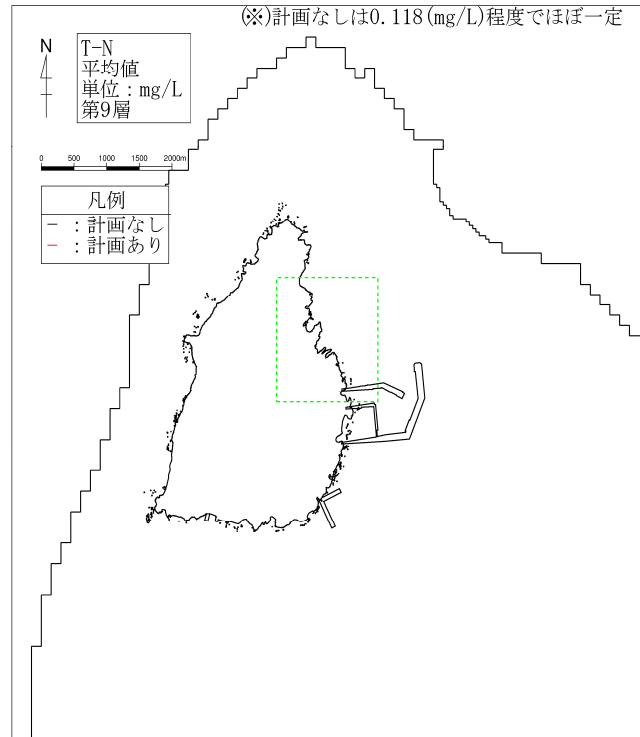 (※)計画なしは0.118(mg/L)程度でほぼ一定
N
T-N
平均値
単位：mg/L
第9層
0 500 1000 1500 2000m
凡例
－ ：計画なし
－ ：計画あり